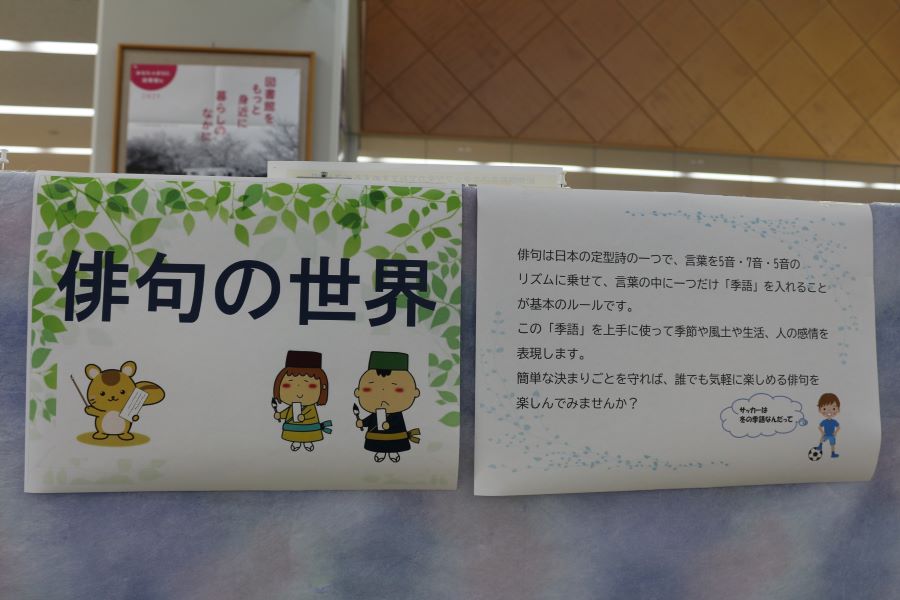 図書館を
もっと
身近に
暮らしの
なかに
俳句の世界
俳句は日本の定型詩の一つで、言葉を5音・7音・5音の
リズムに乗せて、言葉の中に一つだけ「季語」を入れること
が基本のルールです。
この「季語」を上手に使って季節や風土や生活、人の感情を
表現します。
簡単な決まりごとを守れば、誰でも気軽に楽しめる俳句を
楽しんでみませんか？
サッカーは
冬の季語なんだって